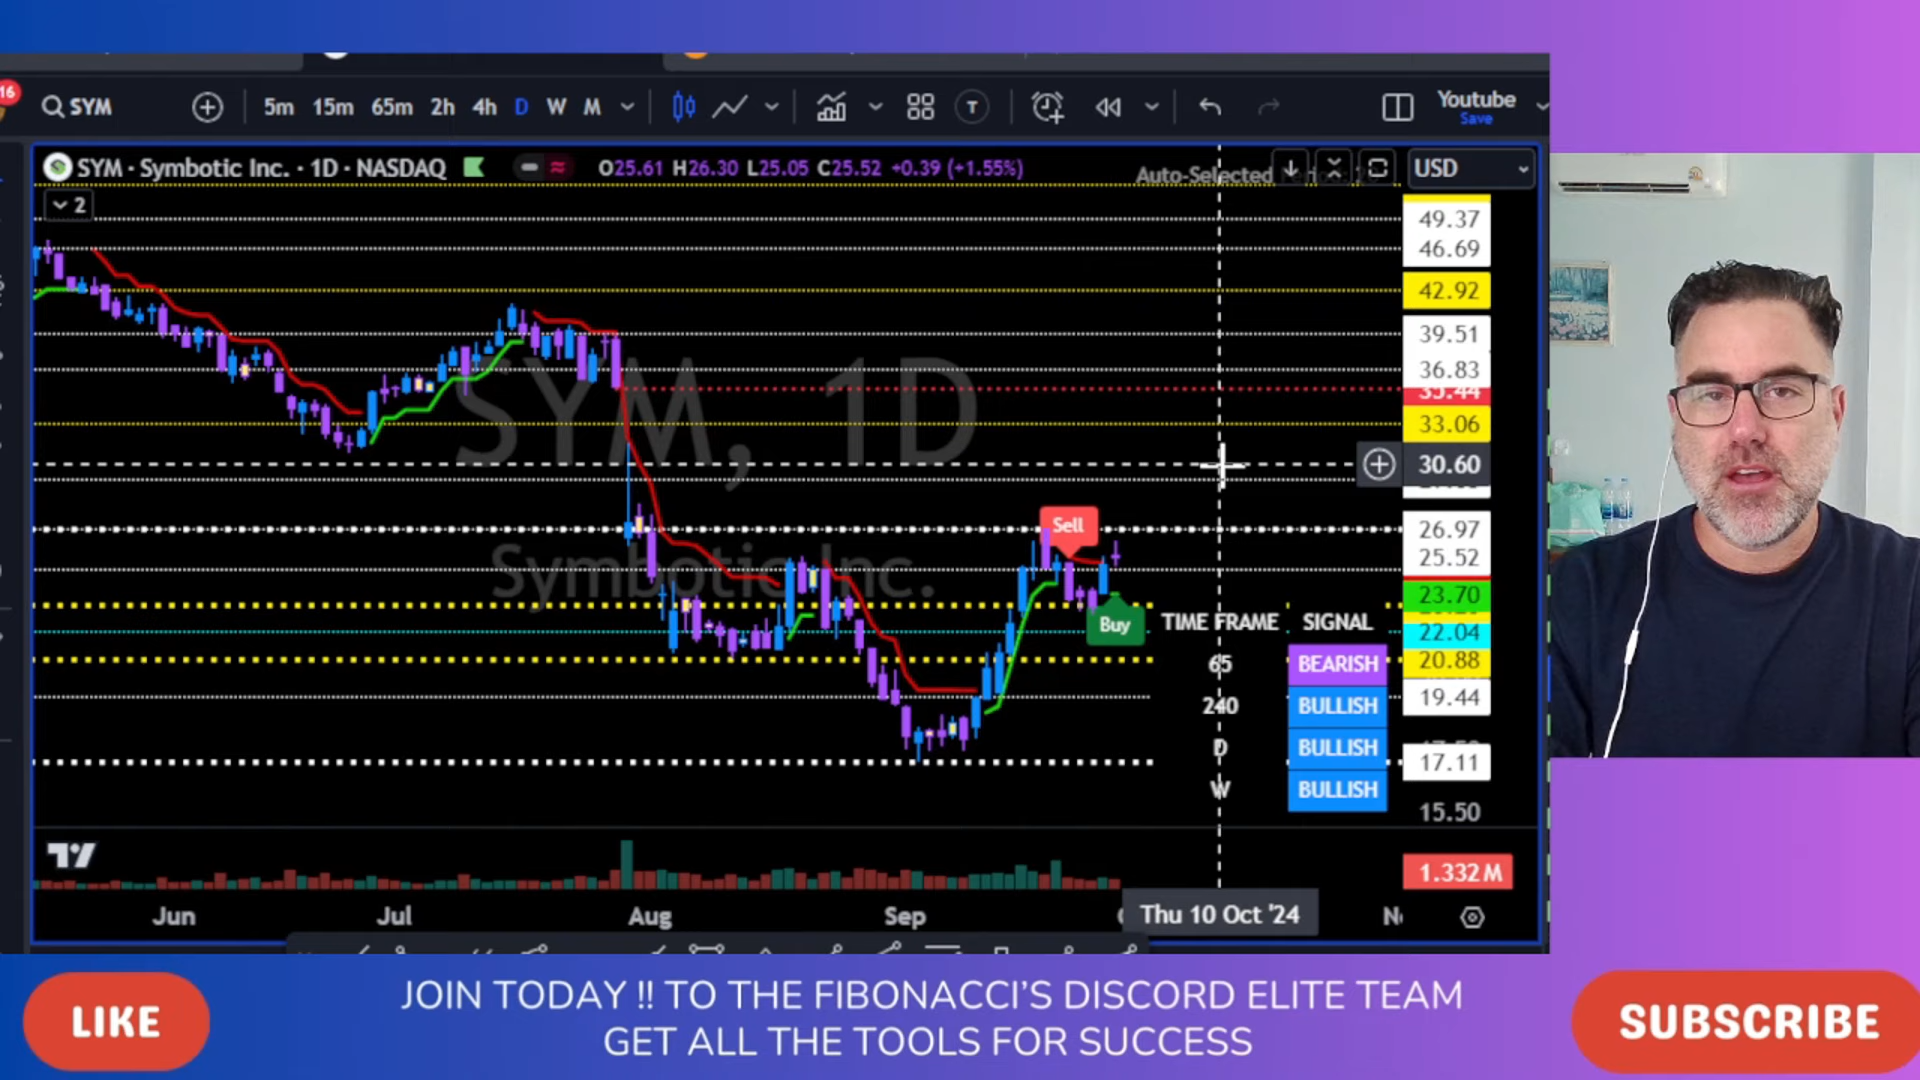 16
SYM
5m 15m 65m 2h 4h D W M
T
Youtube
Save
SYM · Symbotic Inc. · 1D · NASDAQ
O25.61 H26.30 L25.05 C25.52 +0.39 (+1.55%)
Auto-Selected
USD
2
49.37
46.69
42.92
39.51
36.83
35.44
33.06
30.60
26.97
25.52
23.70
22.04
20.88
19.44
17.11
15.50
1.332 M
SYM, 1D
Symbotic Inc.
Sell
Buy
TIME FRAME SIGNAL
65 BEARISH
240 BULLISH
D BULLISH
W BULLISH
Jun Jul Aug Sep Thu 10 Oct '24
LIKE
JOIN TODAY !! TO THE FIBONACCI'S DISCORD ELITE TEAM
GET ALL THE TOOLS FOR SUCCESS
SUBSCRIBE